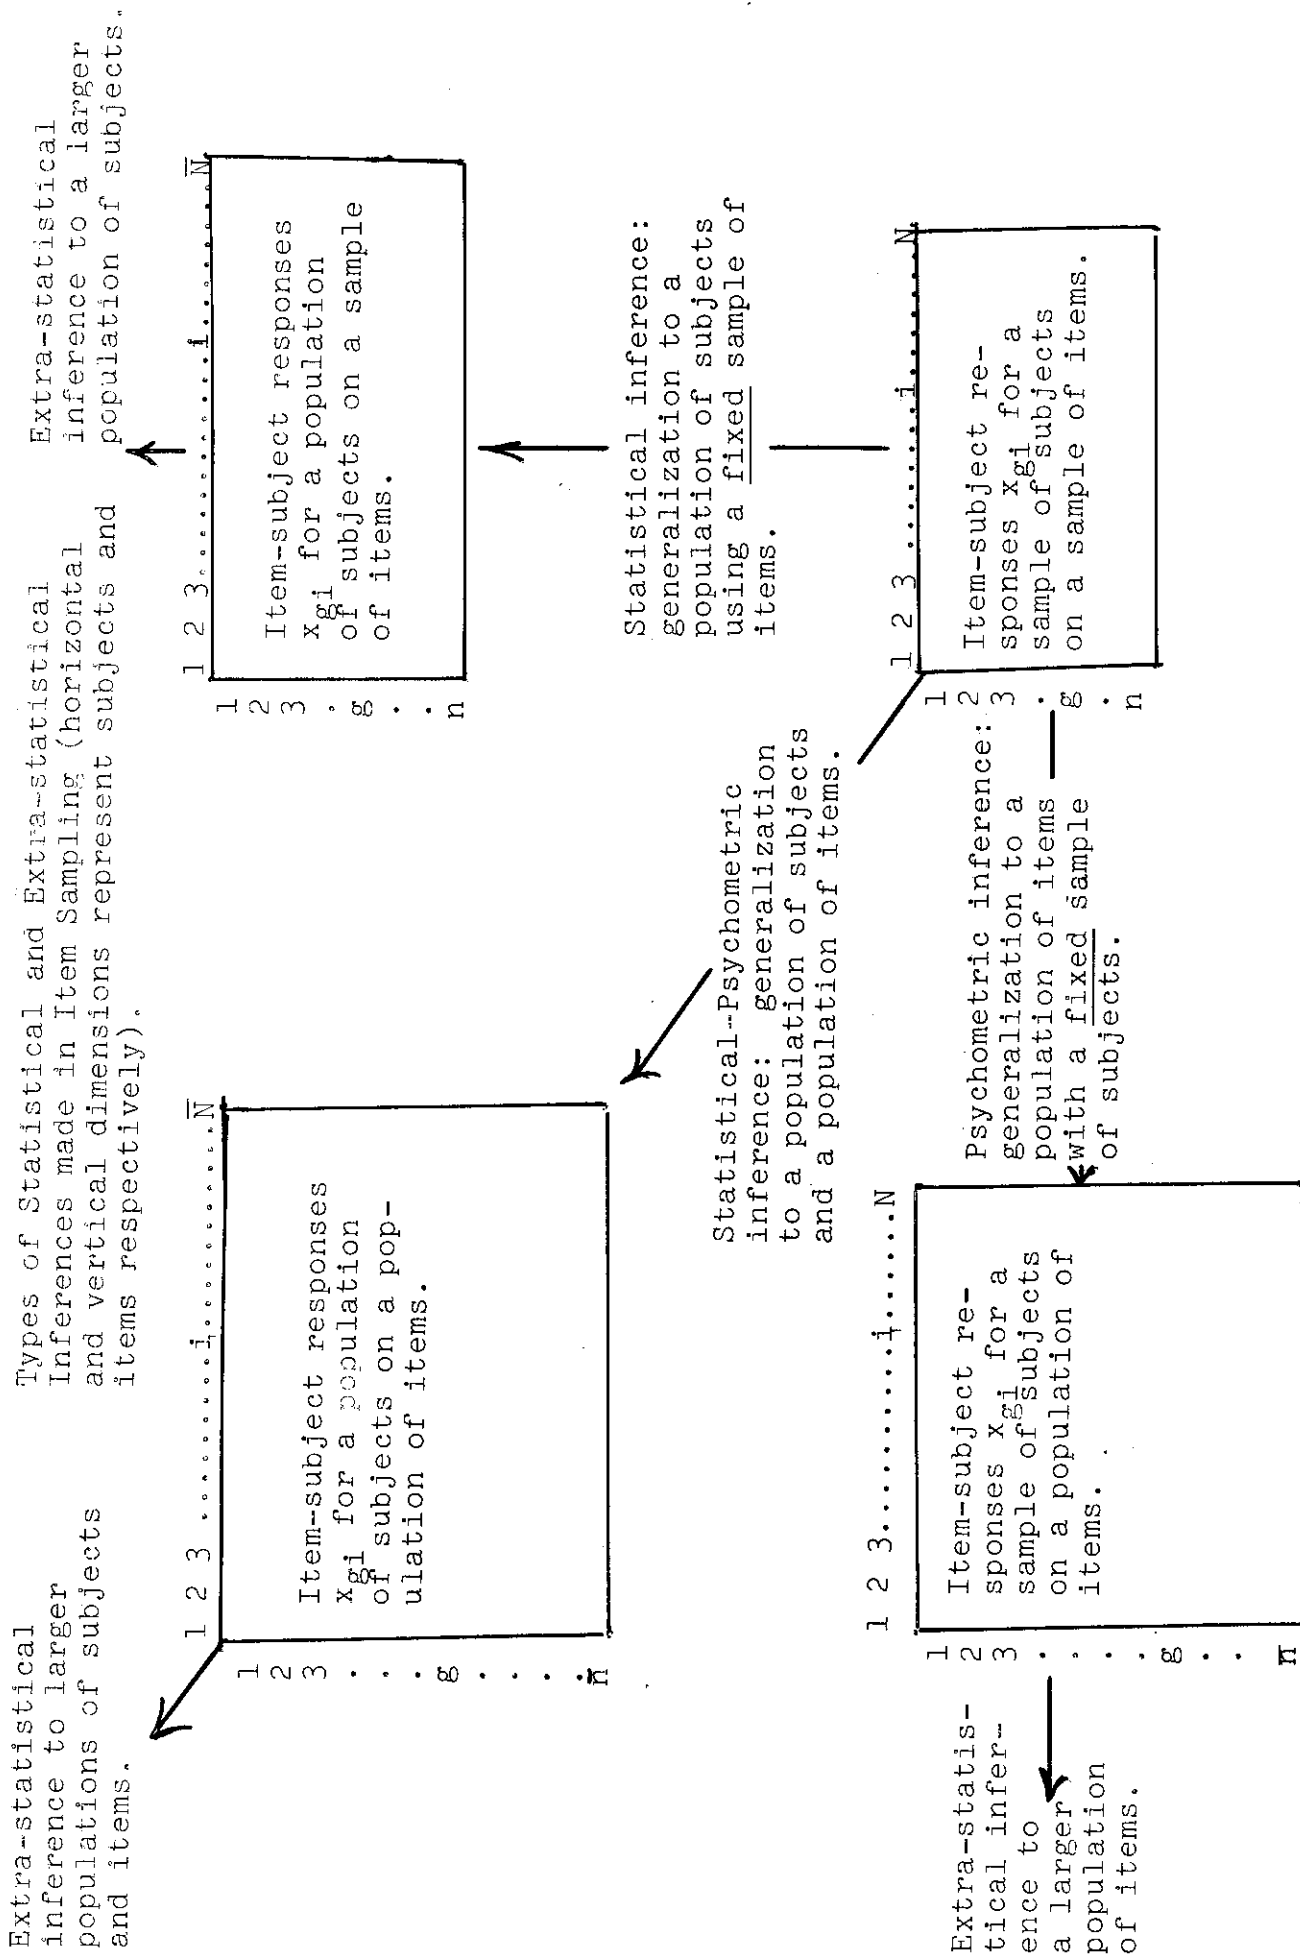 Types of Statistical and Extra-statistical
Inferences made in Item Sampling (horizontal
and vertical dimensions represent subjects and
items respectively).
Extra-statistical
inference to larger
populations of subjects
and items.
Extra-statistical
inference to a larger
population of subjects.
1 2 3 ..........i..........N̅
1
2
3
.
.
.
g
.
.
.
.
n̅
Item-subject responses
xgi for a population
of subjects on a pop-
ulation of items.
1 2 3..........i..........N̅
1
2
3
.
g
.
.
n
Item-subject responses
xgi for a population
of subjects on a sample
of items.
Statistical-Psychometric
inference: generalization
to a population of subjects
and a population of items.
Statistical inference:
generalization to a
population of subjects
using a fixed sample of
items.
Extra-statis-
tical infer-
ence to
a larger
population
of items.
1 2 3..........i......N
1
2
3
.
.
.
g
.
.
n̅
Item-subject re-
sponses xgi for a
sample of subjects
on a population of
items.
Psychometric inference:
generalization to a
population of items
with a fixed sample
of subjects.
1 2 3 ........i........N
1
2
3
.
g
.
n
Item-subject re-
sponses xgi for a
sample of subjects
on a sample of items.